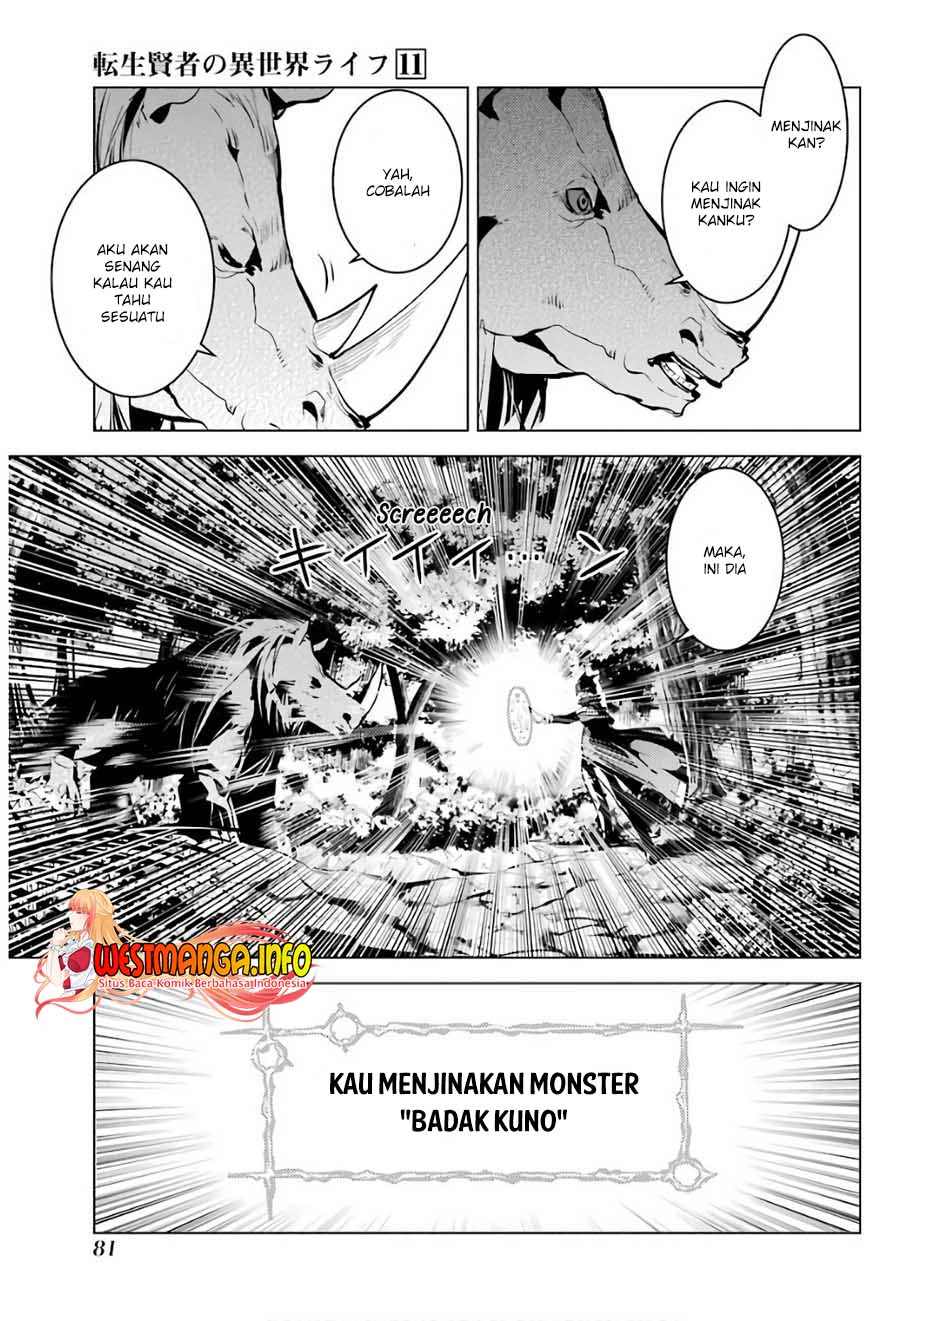 転生賢者の異世界ライフ 11
MENJINAK
KAN?
KAU INGIN
MENJINAK
KANKU?
YAH,
COBALAH
AKU AKAN
SENANG
KALAU KAU
TAHU
SESUATU
Screeeech
キイイイィ…ン
MAKA,
INI DIA
WESTMANGA.INFO
Situs Baca Komik Berbahasa Indonesia
KAU MENJINAKAN MONSTER
"BADAK KUNO"
81